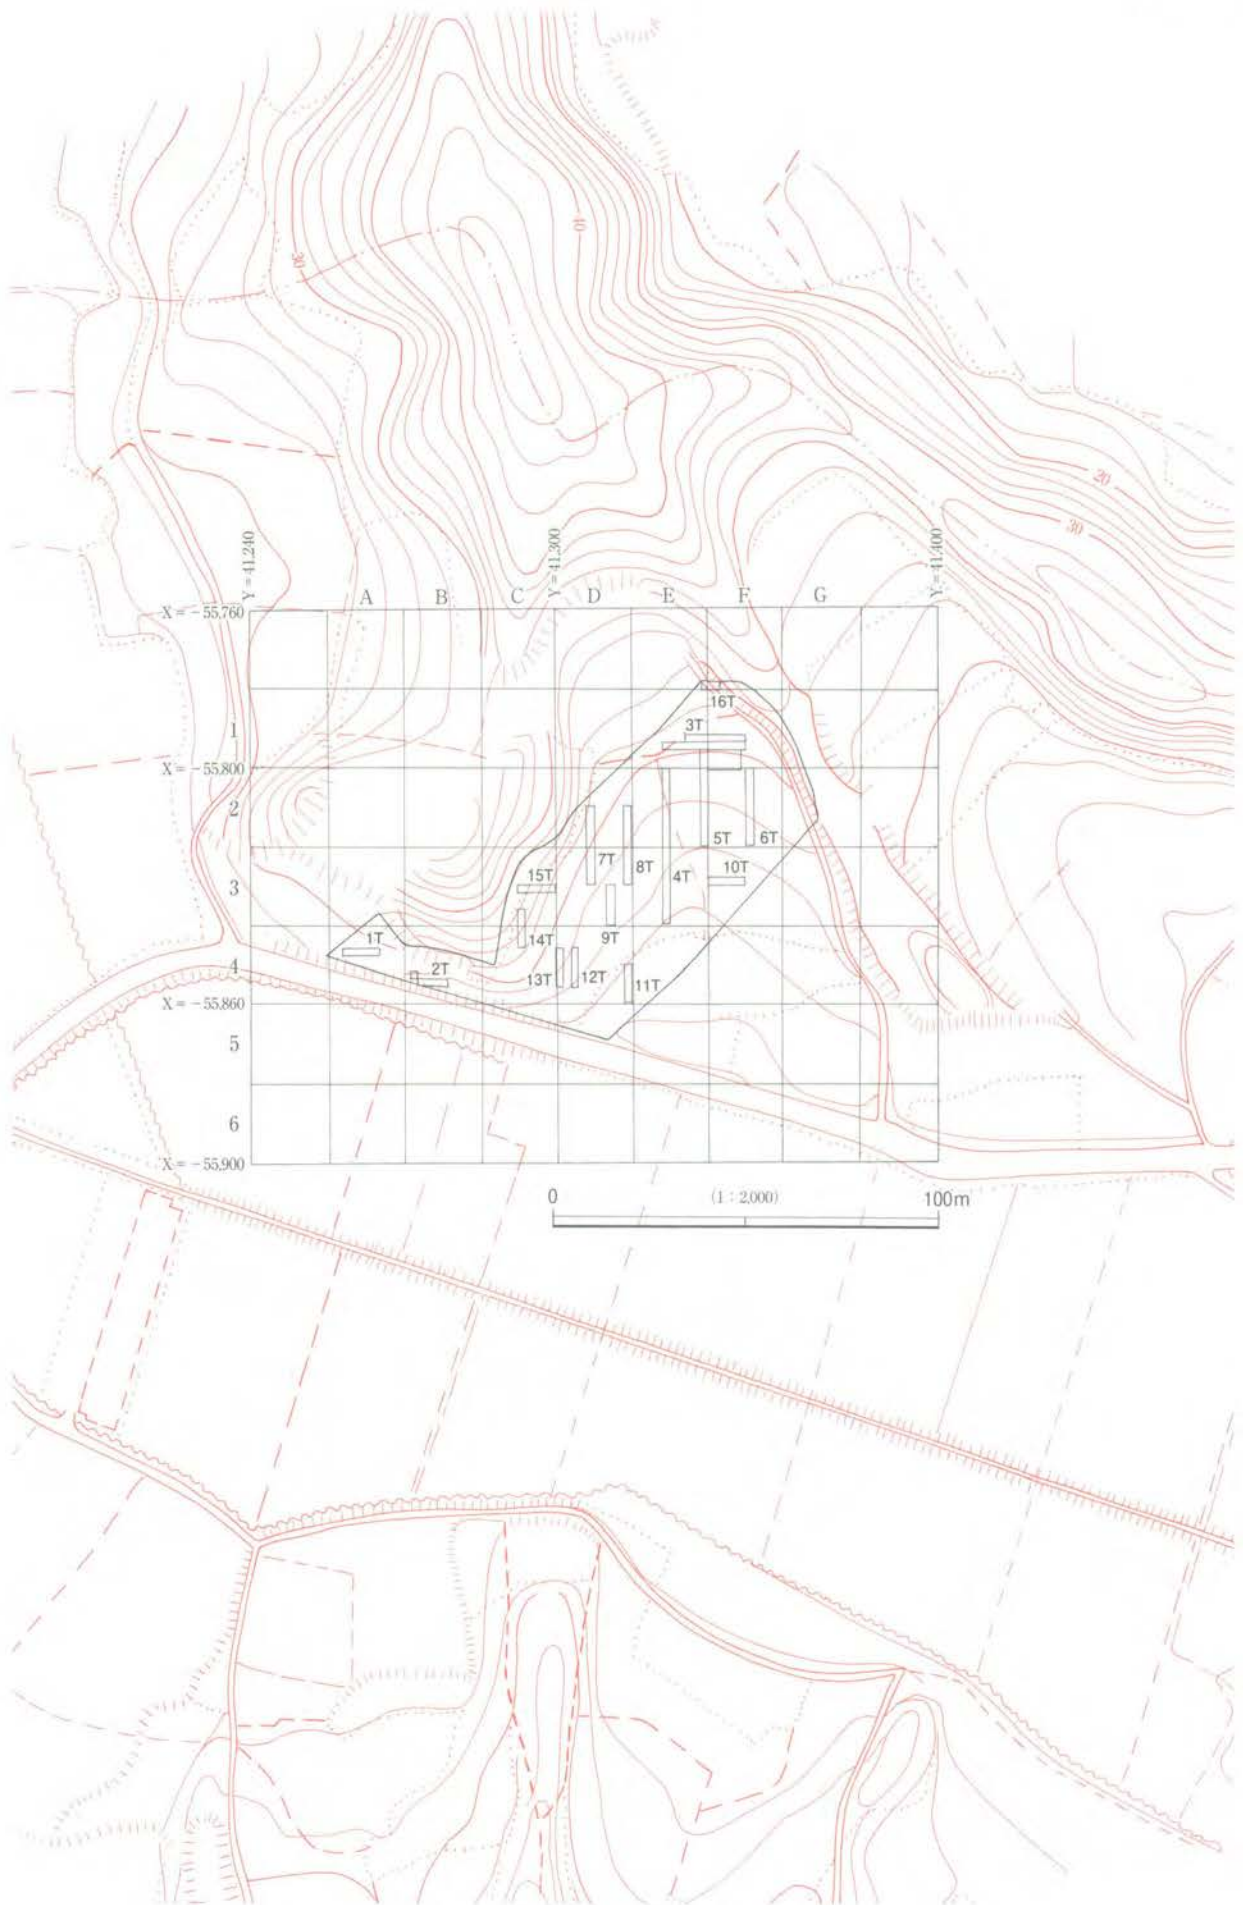 40
30
20
30
Y=41,240
Y=41,300
Y=41,400
A B C D E F G
X=-55,760
1
X=-55,800
2
3
4
X=-55,860
5
6
X=-55,900
16T
3T
5T
6T
7T
8T
4T
10T
15T
14T
9T
1T
2T
13T
12T
11T
0 (1:2,000) 100m